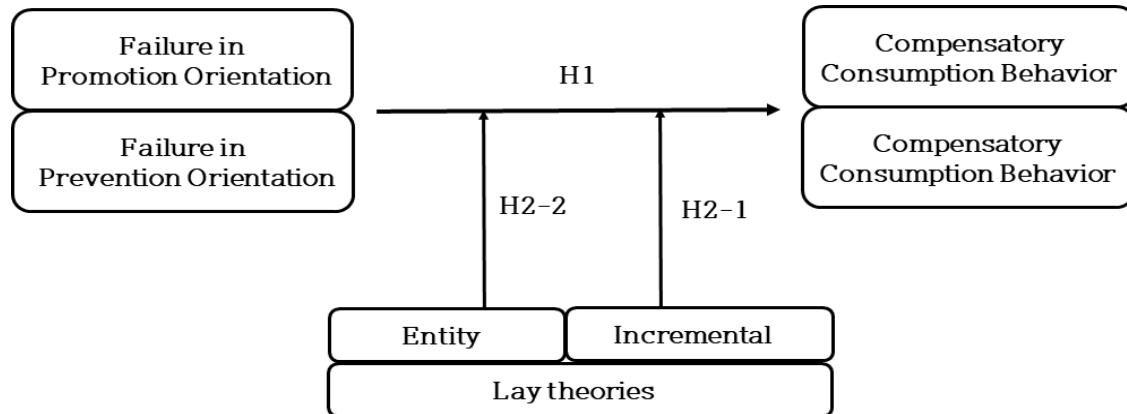 Failure in
Promotion Orientation
Failure in
Prevention Orientation
H1
Compensatory
Consumption Behavior
Compensatory
Consumption Behavior
H2-2
H2-1
Entity
Incremental
Lay theories